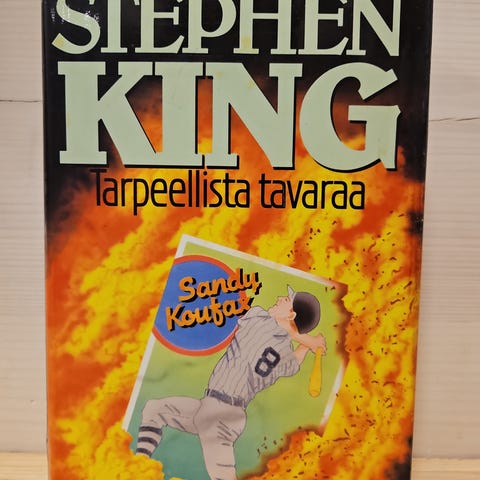 STEPHEN
KING
Tarpeellista tavaraa
Sandy
Koufax
8